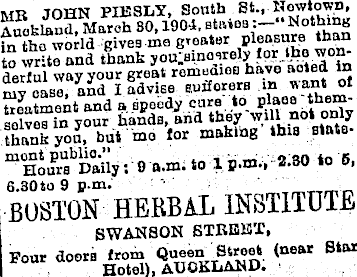 MR JOHN PIESLY, South St., Newtown,
Auckland, March 30, 1904, states:—"Nothing
in the world gives me greater pleasure than
to write and thank you sincerely for the won-
derful way your great remedies have acted in
my case, and I advise sufferers in want of
treatment and a speedy cure to place them-
selves in your hands, and they will not only
thank you, but me for making this state-
ment public."
Hours Daily: 9 a.m. to 1 p.m., 2.30 to 5,
6.30 to 9 p.m.
BOSTON HERBAL INSTITUTE
SWANSON STREET,
Four doors from Queen Street (near Star
Hotel), AUCKLAND.